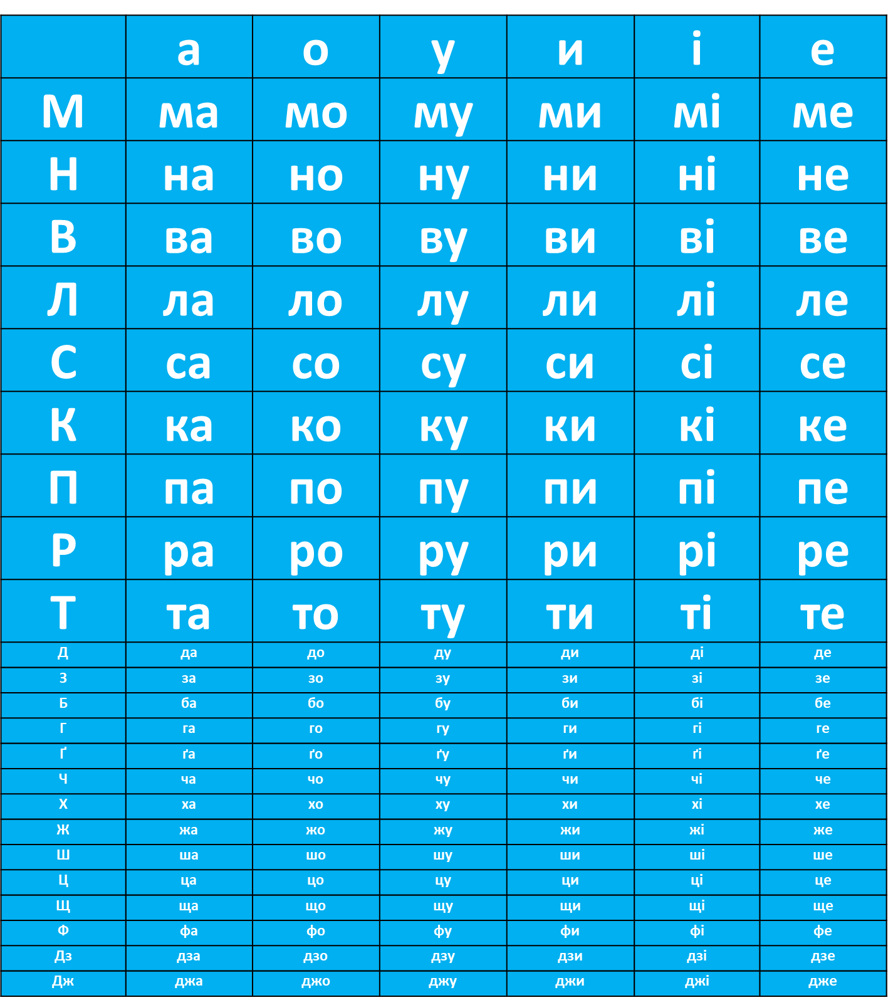 а о у и і е
М ма мо му ми мі ме
Н на но ну ни ні не
В ва во ву ви ві ве
Л ла ло лу ли лі ле
С са со су си сі се
К ка ко ку ки кі ке
П па по пу пи пі пе
Р ра ро ру ри рі ре
Т та то ту ти ті те
Д да до ду ди ді де
З за зо зу зи зі зе
Б ба бо бу би бі бе
Г га го гу ги гі ге
Ґ ґа ґо ґу ґи ґі ґе
Ч ча чо чу чи чі че
Х ха хо ху хи хі хе
Ж жа жо жу жи жі же
Ш ша шо шу ши ші ше
Ц ца цо цу ци ці це
Щ ща що щу щи щі ще
Ф фа фо фу фи фі фе
Дз дза дзо дзу дзи дзі дзе
Дж джа джо джу джи джі дже